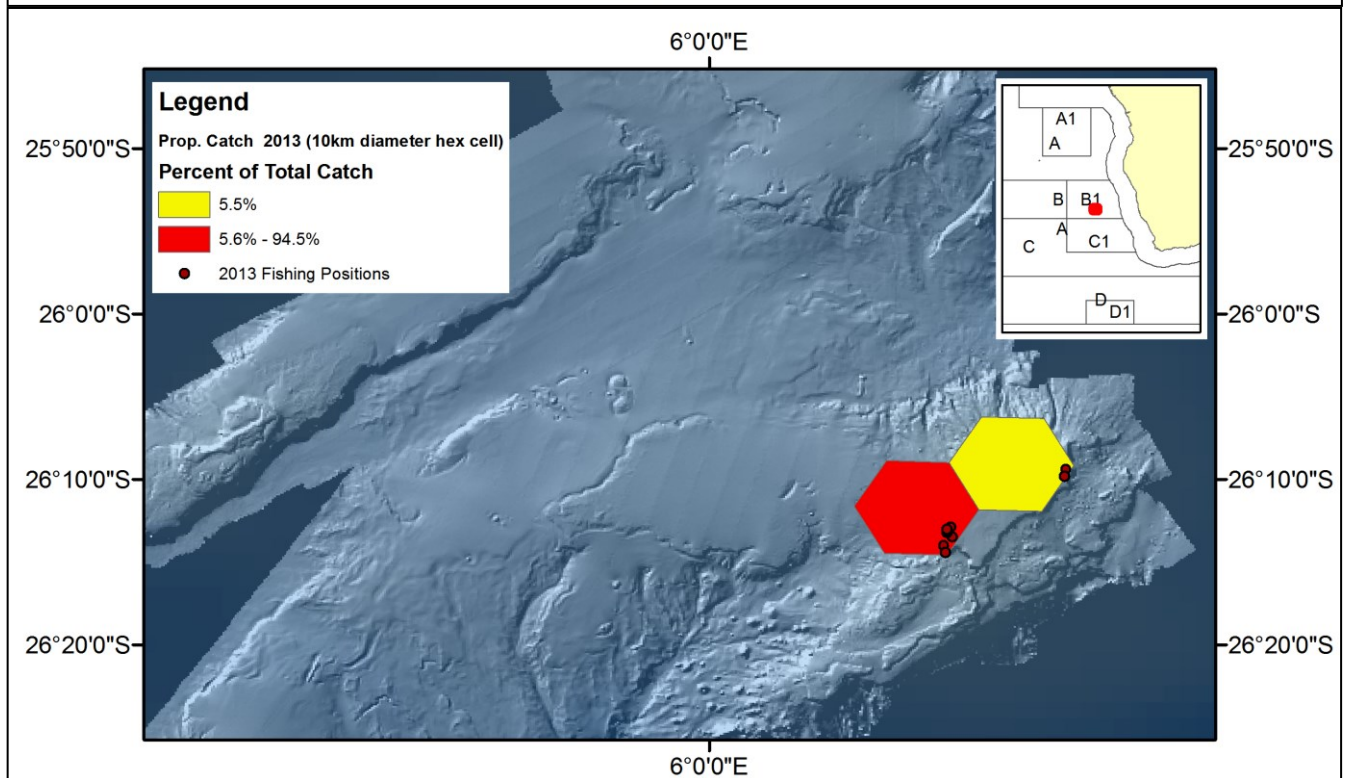 6°0'0"E
Legend
Prop. Catch 2013 (10km diameter hex cell)
Percent of Total Catch
5.5%
5.6% - 94.5%
2013 Fishing Positions
A1
A
B B1
A
C C1
D
D1
25°50'0"S 25°50'0"S
26°0'0"S 26°0'0"S
26°10'0"S 26°10'0"S
26°20'0"S 26°20'0"S
6°0'0"E